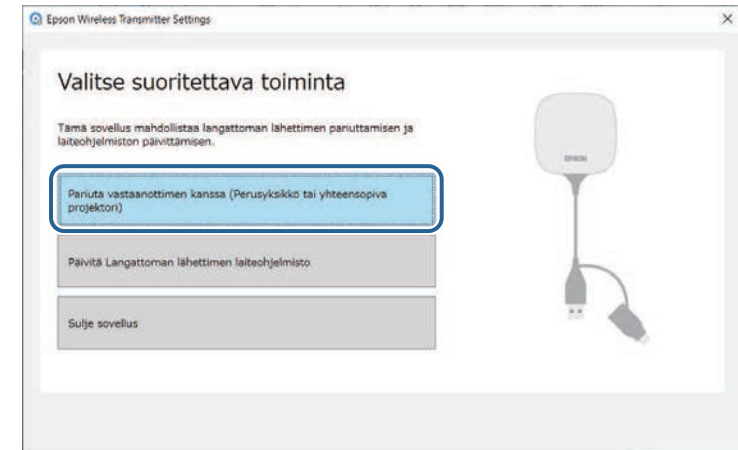 Epson Wireless Transmitter Settings
Valitse suoritettava toiminta
Tämä sovellus mahdollistaa langattoman lähettimen pariuttamisen ja
laiteohjelmiston päivittämisen.
Pariuta vastaanottimen kanssa (Perusyksikkö tai yhteensopiva
projektori)
Päivitä Langattoman lähettimen laiteohjelmisto
Sulje sovellus
EPSON